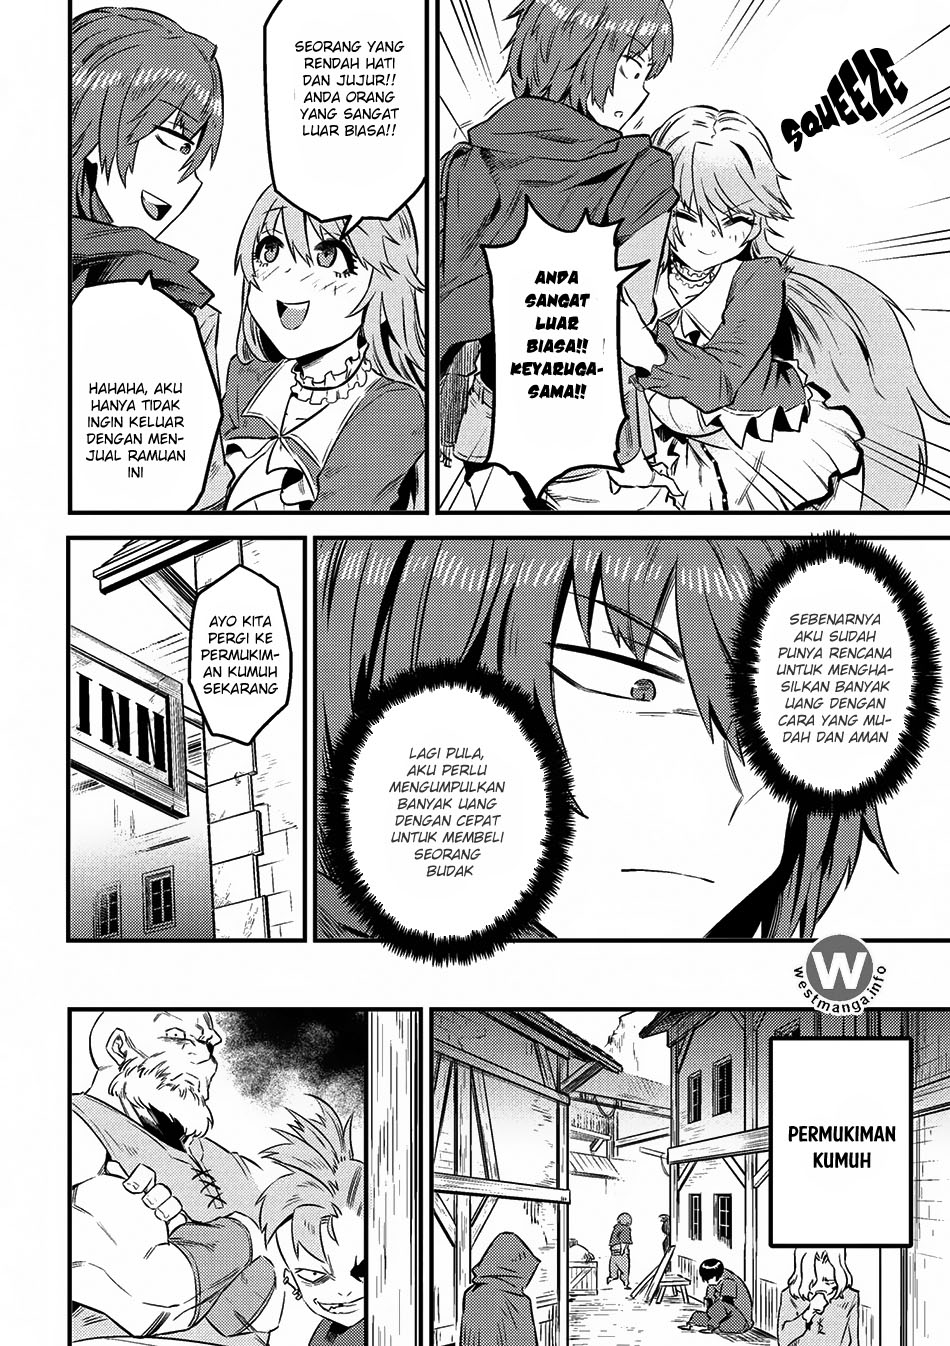 SQUEEZE
ANDA
SANGAT
LUAR
BIASA!!
KEYARUGA-
SAMA!!
SEORANG YANG
RENDAH HATI
DAN JUJUR!!
ANDA ORANG
YANG SANGAT
LUAR BIASA!!
HAHAHA, AKU
HANYA TIDAK
INGIN KELUAR
DENGAN MEN-
JUAL RAMUAN
INI
SEBENARNYA
AKU SUDAH
PUNYA RENCANA
UNTUK MENGHA-
SILKAN BANYAK
UANG DENGAN
CARA YANG MU-
DAH DAN AMAN
LAGI PULA,
AKU PERLU
MENGUMPULKAN
BANYAK UANG
DENGAN CEPAT
UNTUK MEMBELI
SEORANG
BUDAK
AYO KITA
PERGI KE
PERMUKIM-
AN KUMUH
SEKARANG
INN
W
westmanga.info
PERMUKIMAN
KUMUH